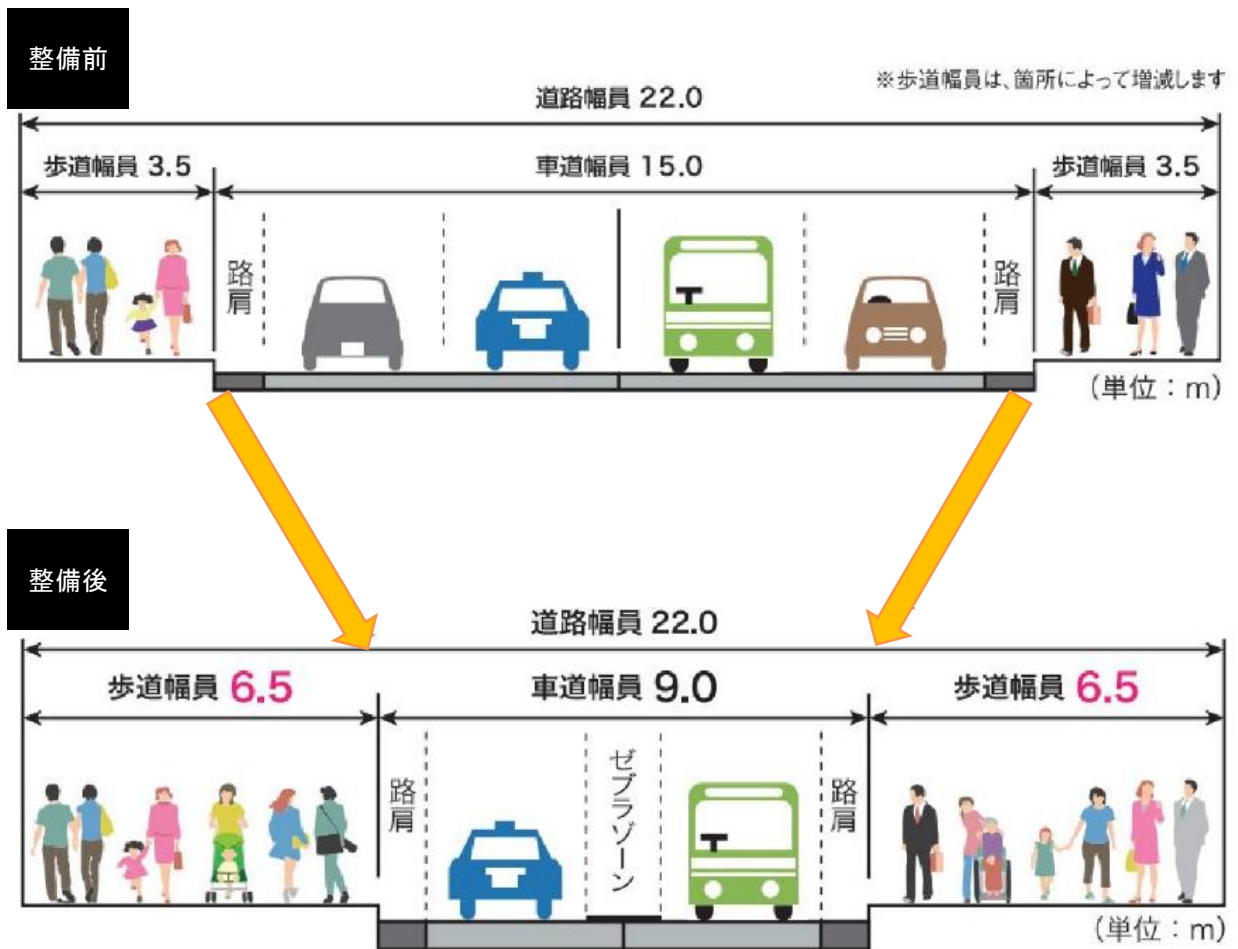 整備前
※歩道幅員は、箇所によって増減します
道路幅員 22.0
歩道幅員 3.5
車道幅員 15.0
歩道幅員 3.5
路肩
路肩
(単位：m)
整備後
道路幅員 22.0
歩道幅員 6.5
車道幅員 9.0
歩道幅員 6.5
路肩
ゼブラゾーン
路肩
(単位：m)